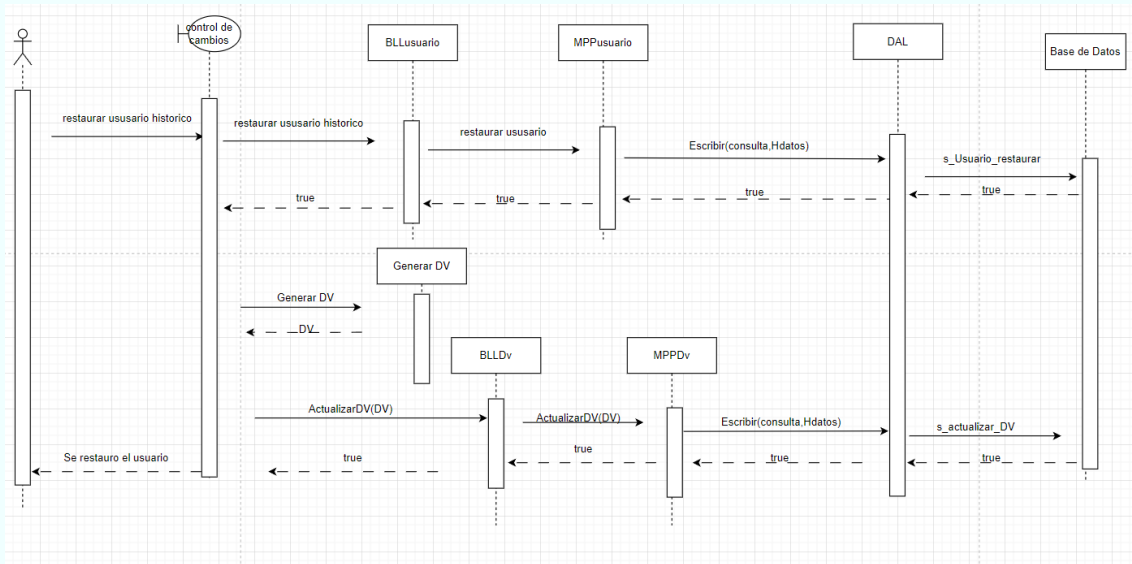 control de
cambios
BLLusuario
MPPusuario
DAL
Base de Datos
restaurar ususario historico
restaurar ususario historico
restaurar ususario
Escribir(consulta,Hdatos)
s_Usuario_restaurar
true
true
true
true
Generar DV
Generar DV
DV
BLLDv
MPPDv
ActualizarDV(DV)
ActualizarDV(DV)
Escribir(consulta,Hdatos)
s_actualizar_DV
Se restauro el usuario
true
true
true
true